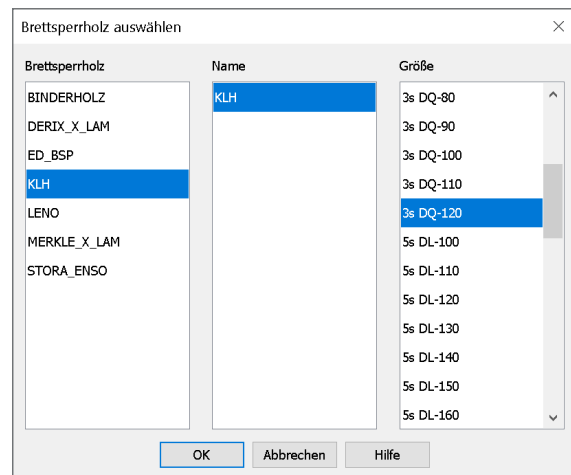 Brettsperrholz auswählen
Brettsperrholz
BINDERHOLZ
DERIX_X_LAM
ED_BSP
KLH
LENO
MERKLE_X_LAM
STORA_ENSO
Name
KLH
Größe
3s DQ-80
3s DQ-90
3s DQ-100
3s DQ-110
3s DQ-120
5s DL-100
5s DL-110
5s DL-120
5s DL-130
5s DL-140
5s DL-150
5s DL-160
OK
Abbrechen
Hilfe